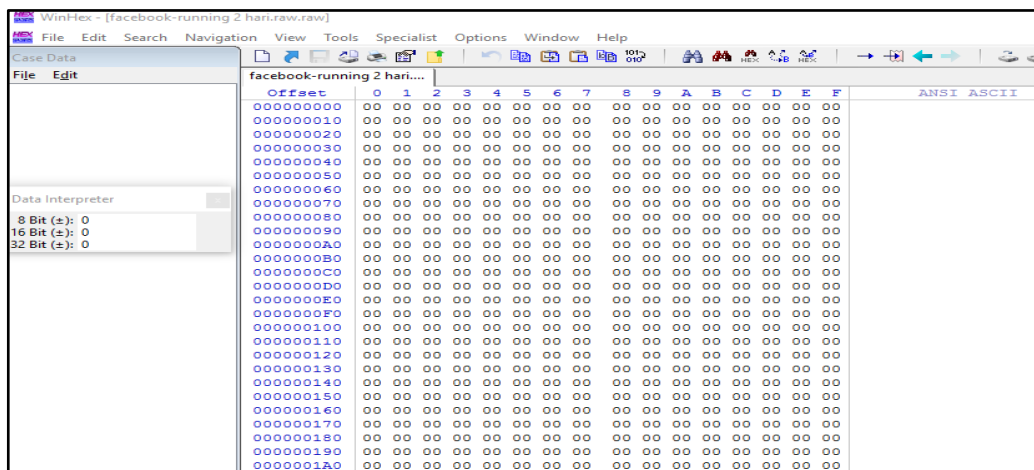 WinHex - [facebook-running 2 hari.raw.raw]
File Edit Search Navigation View Tools Specialist Options Window Help
Case Data
File Edit
facebook-running 2 hari....
Offset 0 1 2 3 4 5 6 7 8 9 A B C D E F ANSI ASCII
000000000 00 00 00 00 00 00 00 00 00 00 00 00 00 00 00 00
000000010 00 00 00 00 00 00 00 00 00 00 00 00 00 00 00 00
000000020 00 00 00 00 00 00 00 00 00 00 00 00 00 00 00 00
000000030 00 00 00 00 00 00 00 00 00 00 00 00 00 00 00 00
000000040 00 00 00 00 00 00 00 00 00 00 00 00 00 00 00 00
000000050 00 00 00 00 00 00 00 00 00 00 00 00 00 00 00 00
000000060 00 00 00 00 00 00 00 00 00 00 00 00 00 00 00 00
Data Interpreter
000000070 00 00 00 00 00 00 00 00 00 00 00 00 00 00 00 00
8 Bit (±): 0
000000080 00 00 00 00 00 00 00 00 00 00 00 00 00 00 00 00
16 Bit (±): 0
000000090 00 00 00 00 00 00 00 00 00 00 00 00 00 00 00 00
32 Bit (±): 0
0000000A0 00 00 00 00 00 00 00 00 00 00 00 00 00 00 00 00
0000000B0 00 00 00 00 00 00 00 00 00 00 00 00 00 00 00 00
0000000C0 00 00 00 00 00 00 00 00 00 00 00 00 00 00 00 00
0000000D0 00 00 00 00 00 00 00 00 00 00 00 00 00 00 00 00
0000000E0 00 00 00 00 00 00 00 00 00 00 00 00 00 00 00 00
0000000F0 00 00 00 00 00 00 00 00 00 00 00 00 00 00 00 00
000000100 00 00 00 00 00 00 00 00 00 00 00 00 00 00 00 00
000000110 00 00 00 00 00 00 00 00 00 00 00 00 00 00 00 00
000000120 00 00 00 00 00 00 00 00 00 00 00 00 00 00 00 00
000000130 00 00 00 00 00 00 00 00 00 00 00 00 00 00 00 00
000000140 00 00 00 00 00 00 00 00 00 00 00 00 00 00 00 00
000000150 00 00 00 00 00 00 00 00 00 00 00 00 00 00 00 00
000000160 00 00 00 00 00 00 00 00 00 00 00 00 00 00 00 00
000000170 00 00 00 00 00 00 00 00 00 00 00 00 00 00 00 00
000000180 00 00 00 00 00 00 00 00 00 00 00 00 00 00 00 00
000000190 00 00 00 00 00 00 00 00 00 00 00 00 00 00 00 00
0000001A0 00 00 00 00 00 00 00 00 00 00 00 00 00 00 00 00